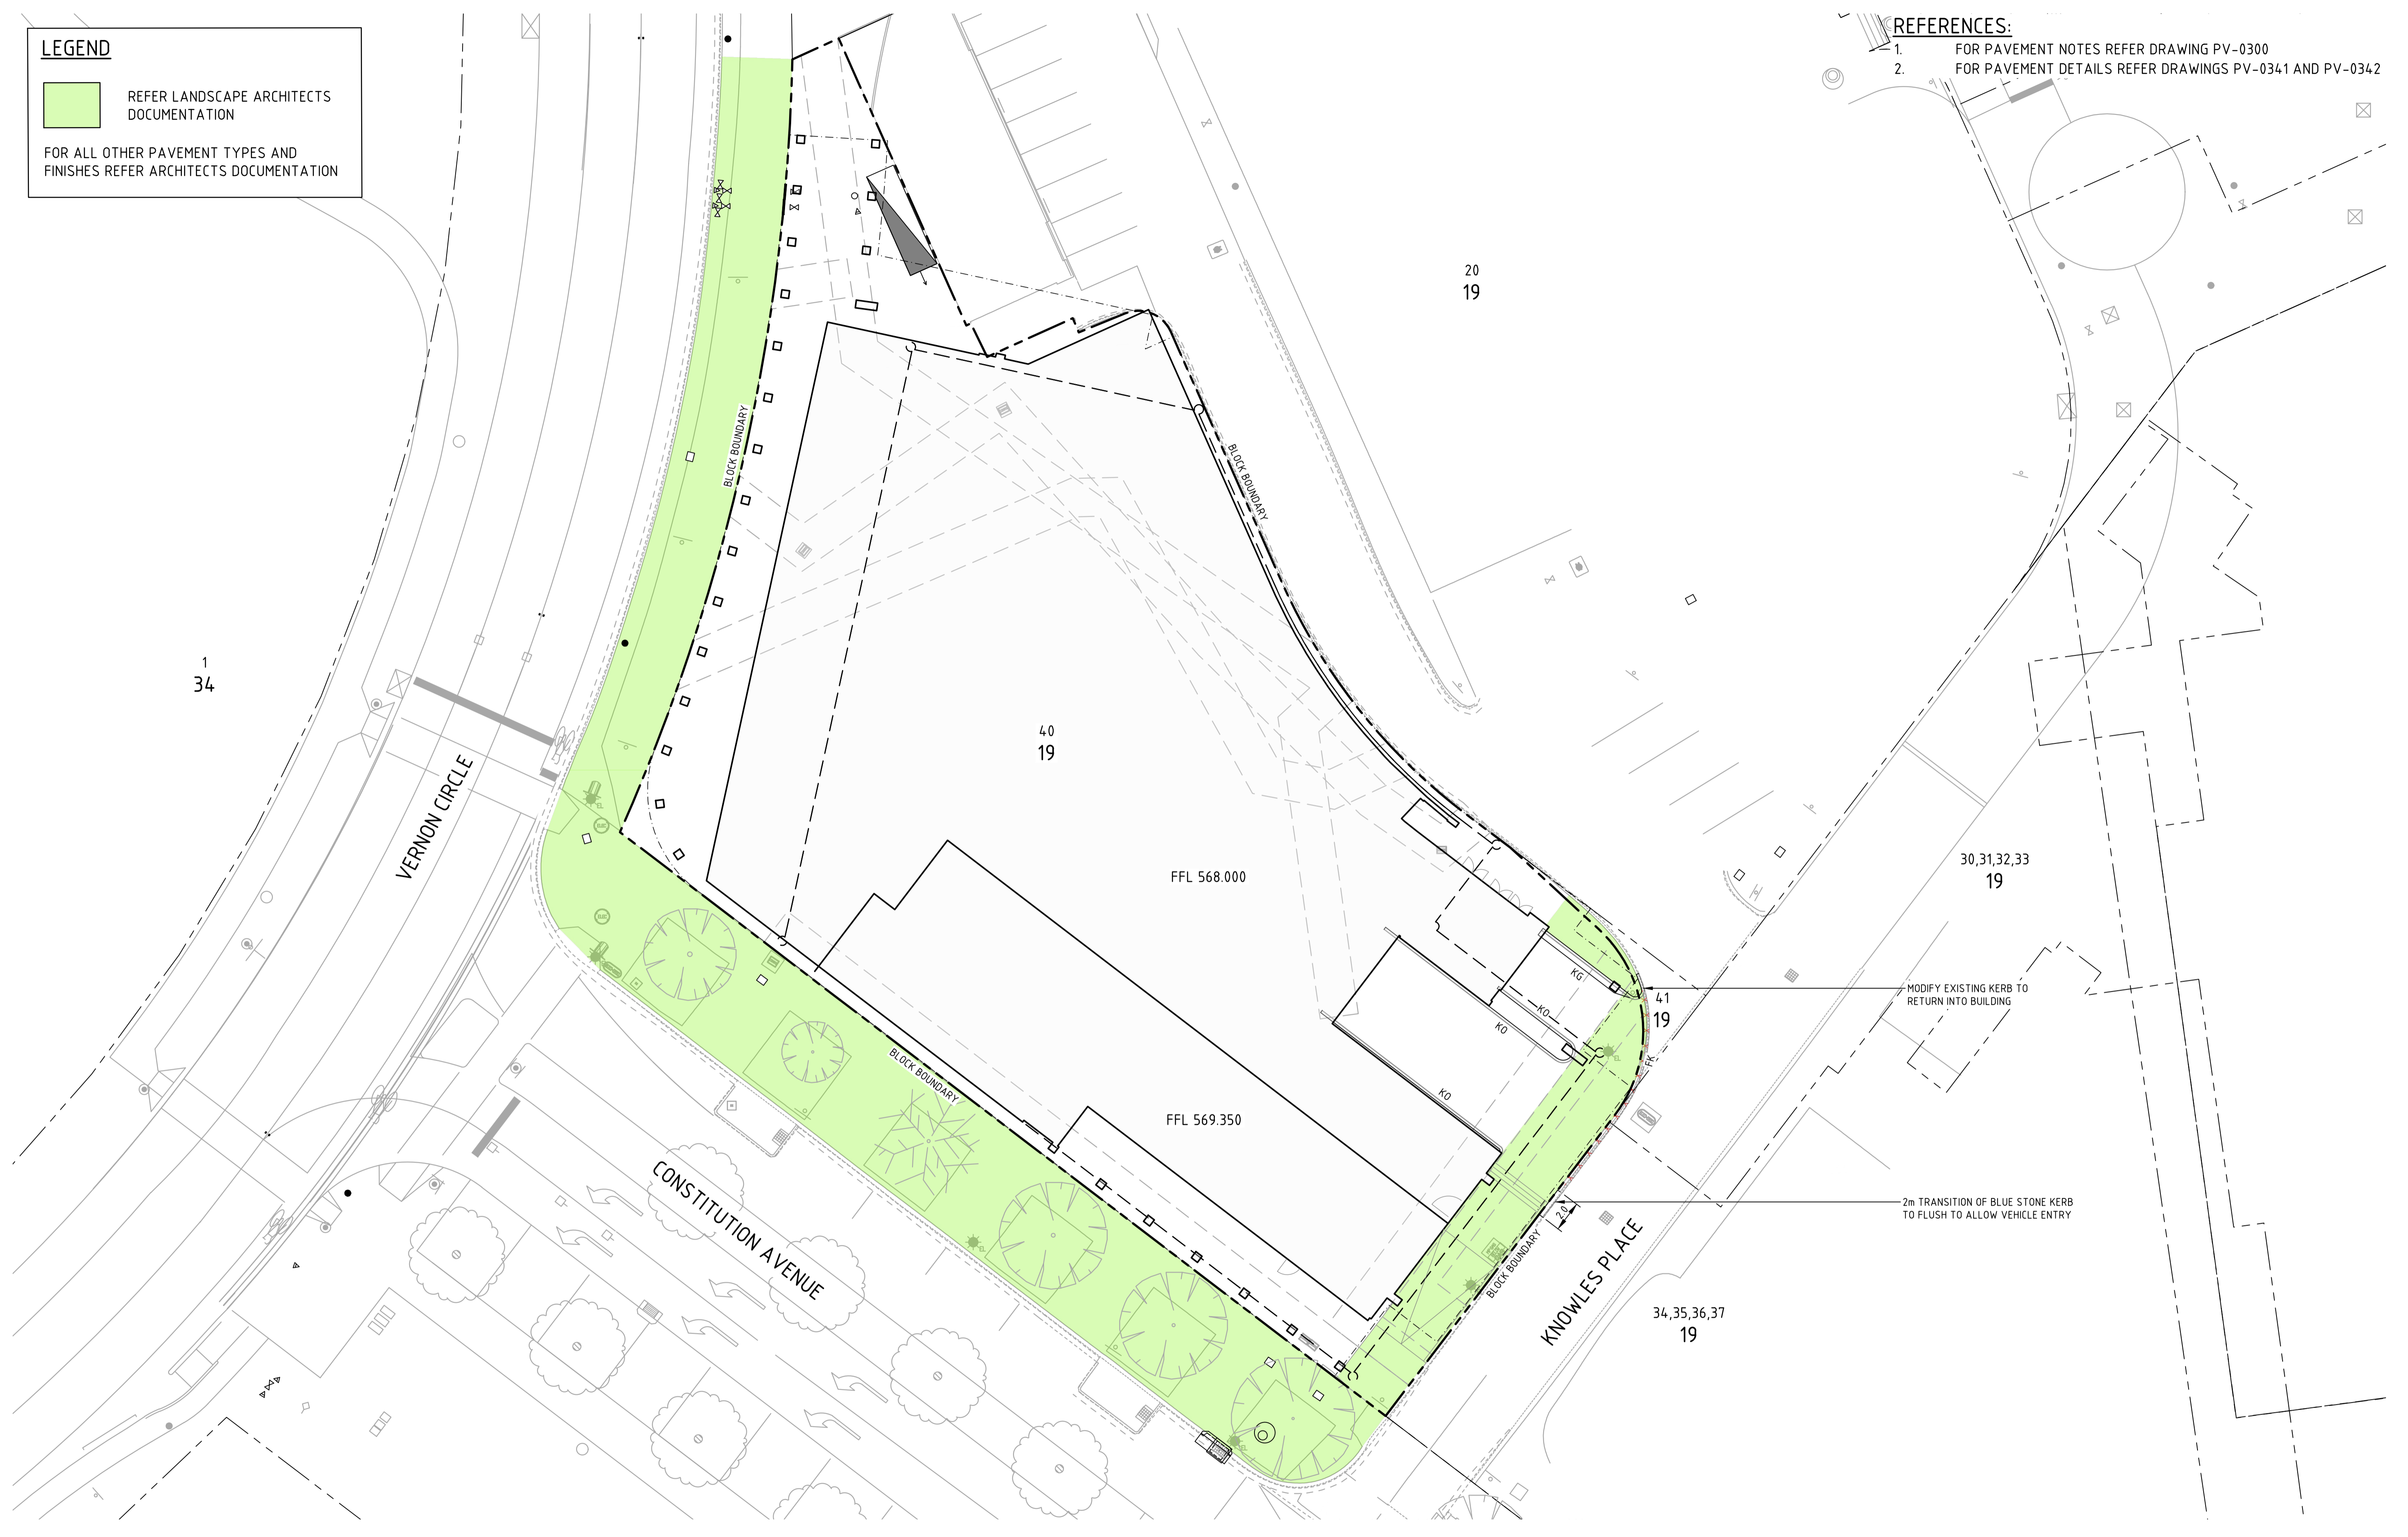 LEGEND
REFER LANDSCAPE ARCHITECTS
DOCUMENTATION
FOR ALL OTHER PAVEMENT TYPES AND
FINISHES REFER ARCHITECTS DOCUMENTATION
REFERENCES:
1. FOR PAVEMENT NOTES REFER DRAWING PV-0300
2. FOR PAVEMENT DETAILS REFER DRAWINGS PV-0341 AND PV-0342
20
19
BLOCK BOUNDARY
BLOCK BOUNDARY
1
34
40
19
VERNON CIRCLE
FFL 568.000
30,31,32,33
19
KG
KO
KO
KO
MODIFY EXISTING KERB TO
RETURN INTO BUILDING
41
19
FK
BLOCK BOUNDARY
FFL 569.350
CONSTITUTION AVENUE
2m TRANSITION OF BLUE STONE KERB
TO FLUSH TO ALLOW VEHICLE ENTRY
2.0
BLOCK BOUNDARY
KNOWLES PLACE
34,35,36,37
19